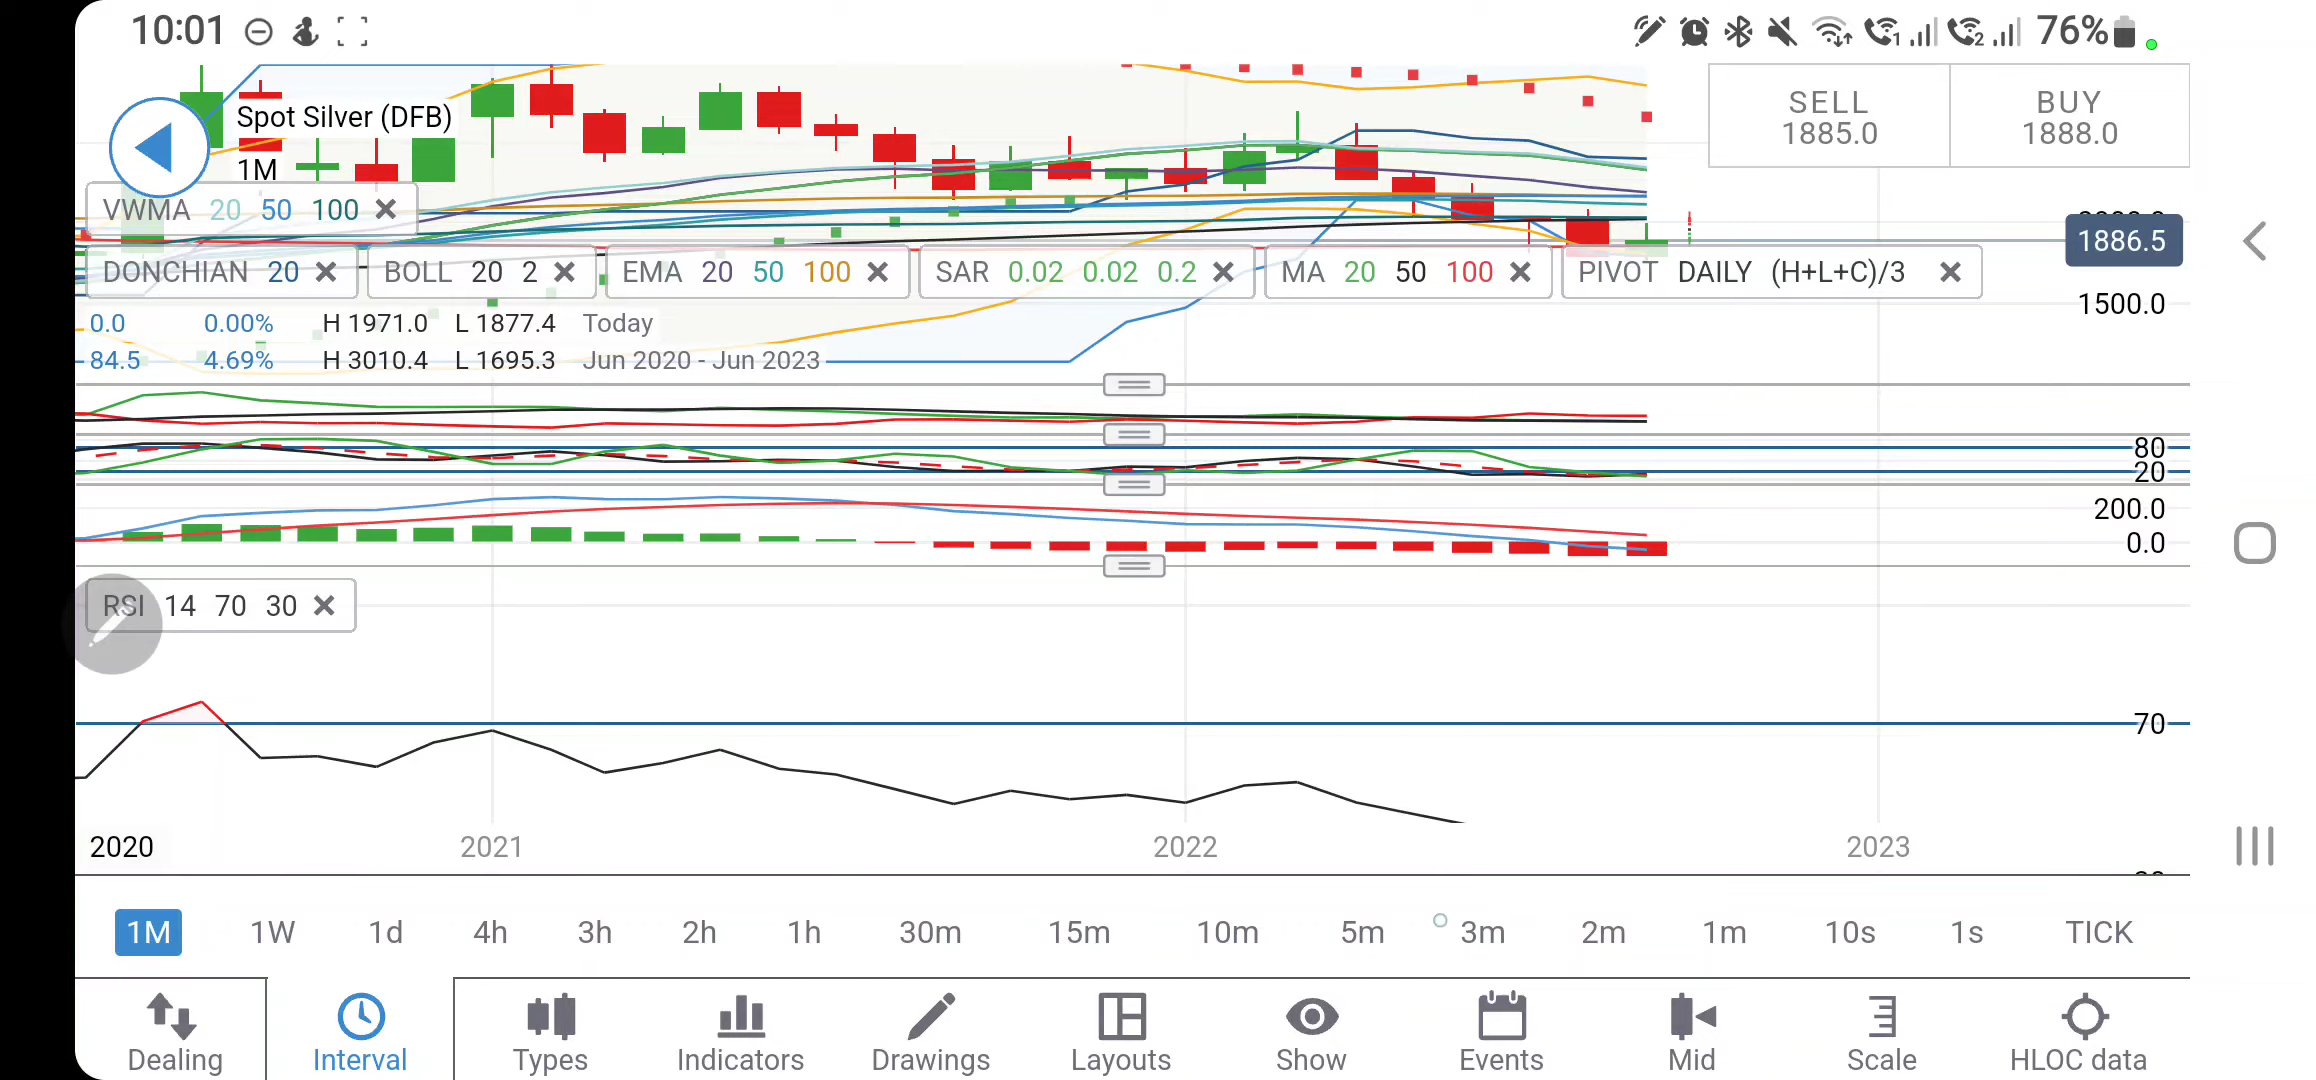 10:01 76%
Spot Silver (DFB)
1M
SELL 1885.0
BUY 1888.0
VWMA 20 50 100
1886.5
DONCHIAN 20 BOLL 20 2 EMA 20 50 100 SAR 0.02 0.02 0.2 MA 20 50 100 PIVOT DAILY (H+L+C)/3
1500.0
0.0 0.00% H 1971.0 L 1877.4 Today
84.5 4.69% H 3010.4 L 1695.3 Jun 2020 - Jun 2023
80
20
200.0
0.0
RSI 14 70 30
70
2020 2021 2022 2023
1M 1W 1d 4h 3h 2h 1h 30m 15m 10m 5m 3m 2m 1m 10s 1s TICK
Dealing Interval Types Indicators Drawings Layouts Show Events Mid Scale HLOC data